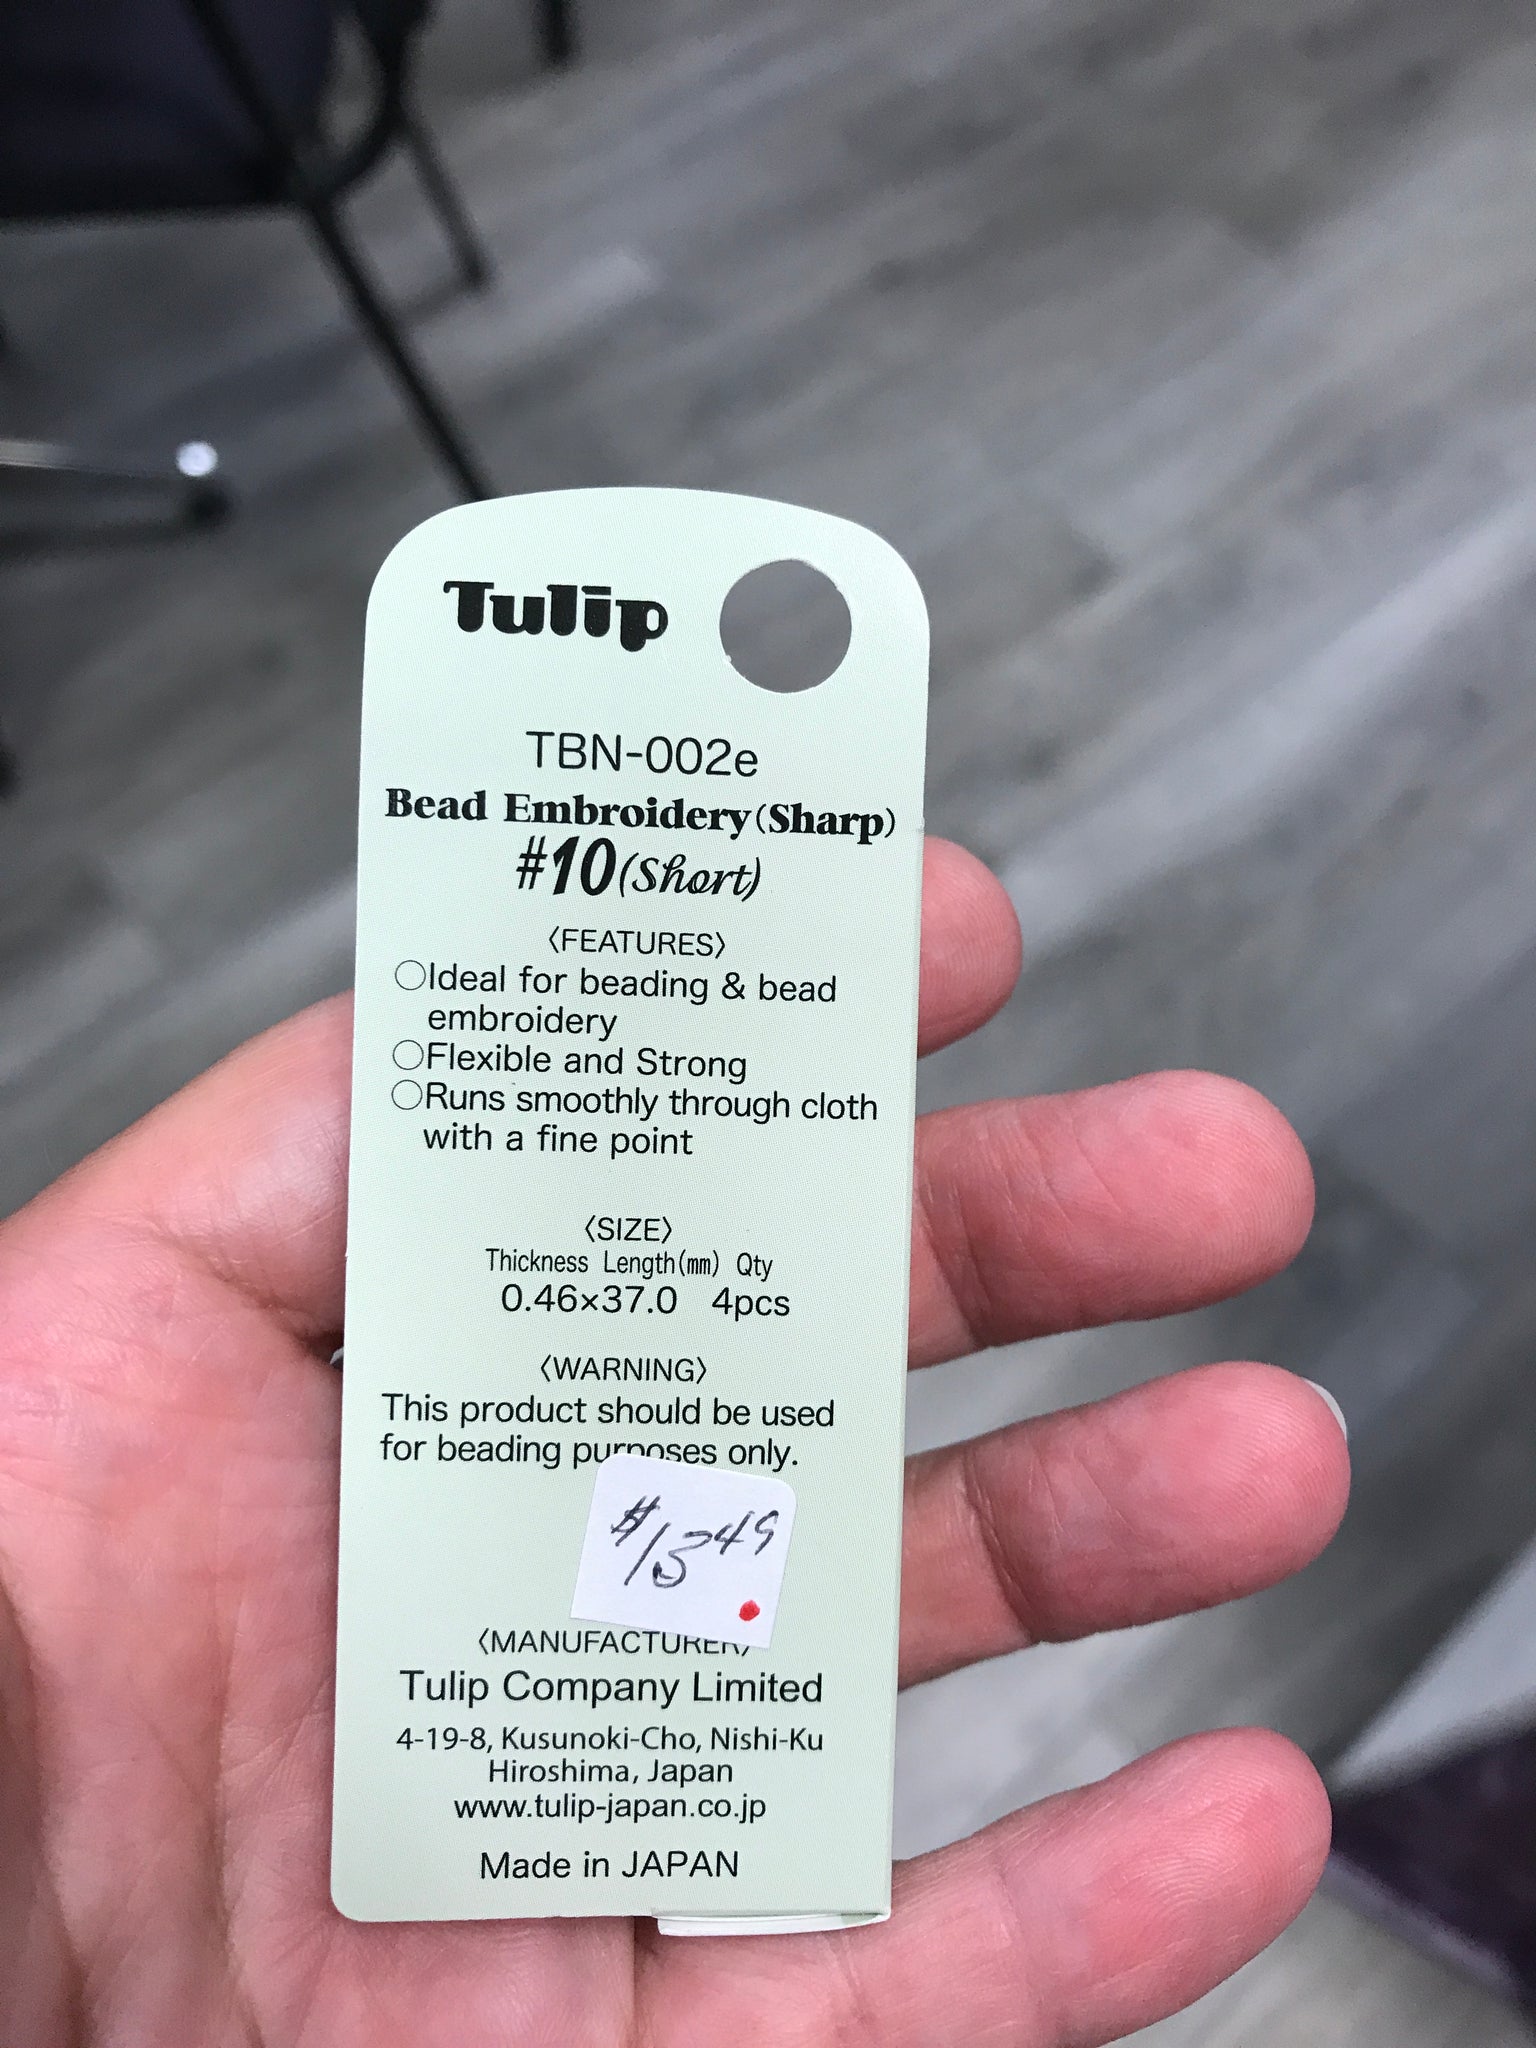 Tulip
TBN-002e
Bead Embroidery(Sharp)
#10(Short)
〈FEATURES〉
○Ideal for beading & bead
embroidery
○Flexible and Strong
○Runs smoothly through cloth
with a fine point
〈SIZE〉
Thickness Length(mm) Qty
0.46×37.0 4pcs
〈WARNING〉
This product should be used
for beading purposes only.
$13 49
〈MANUFACTURER〉
Tulip Company Limited
4-19-8, Kusunoki-Cho, Nishi-Ku
Hiroshima, Japan
www.tulip-japan.co.jp
Made in JAPAN